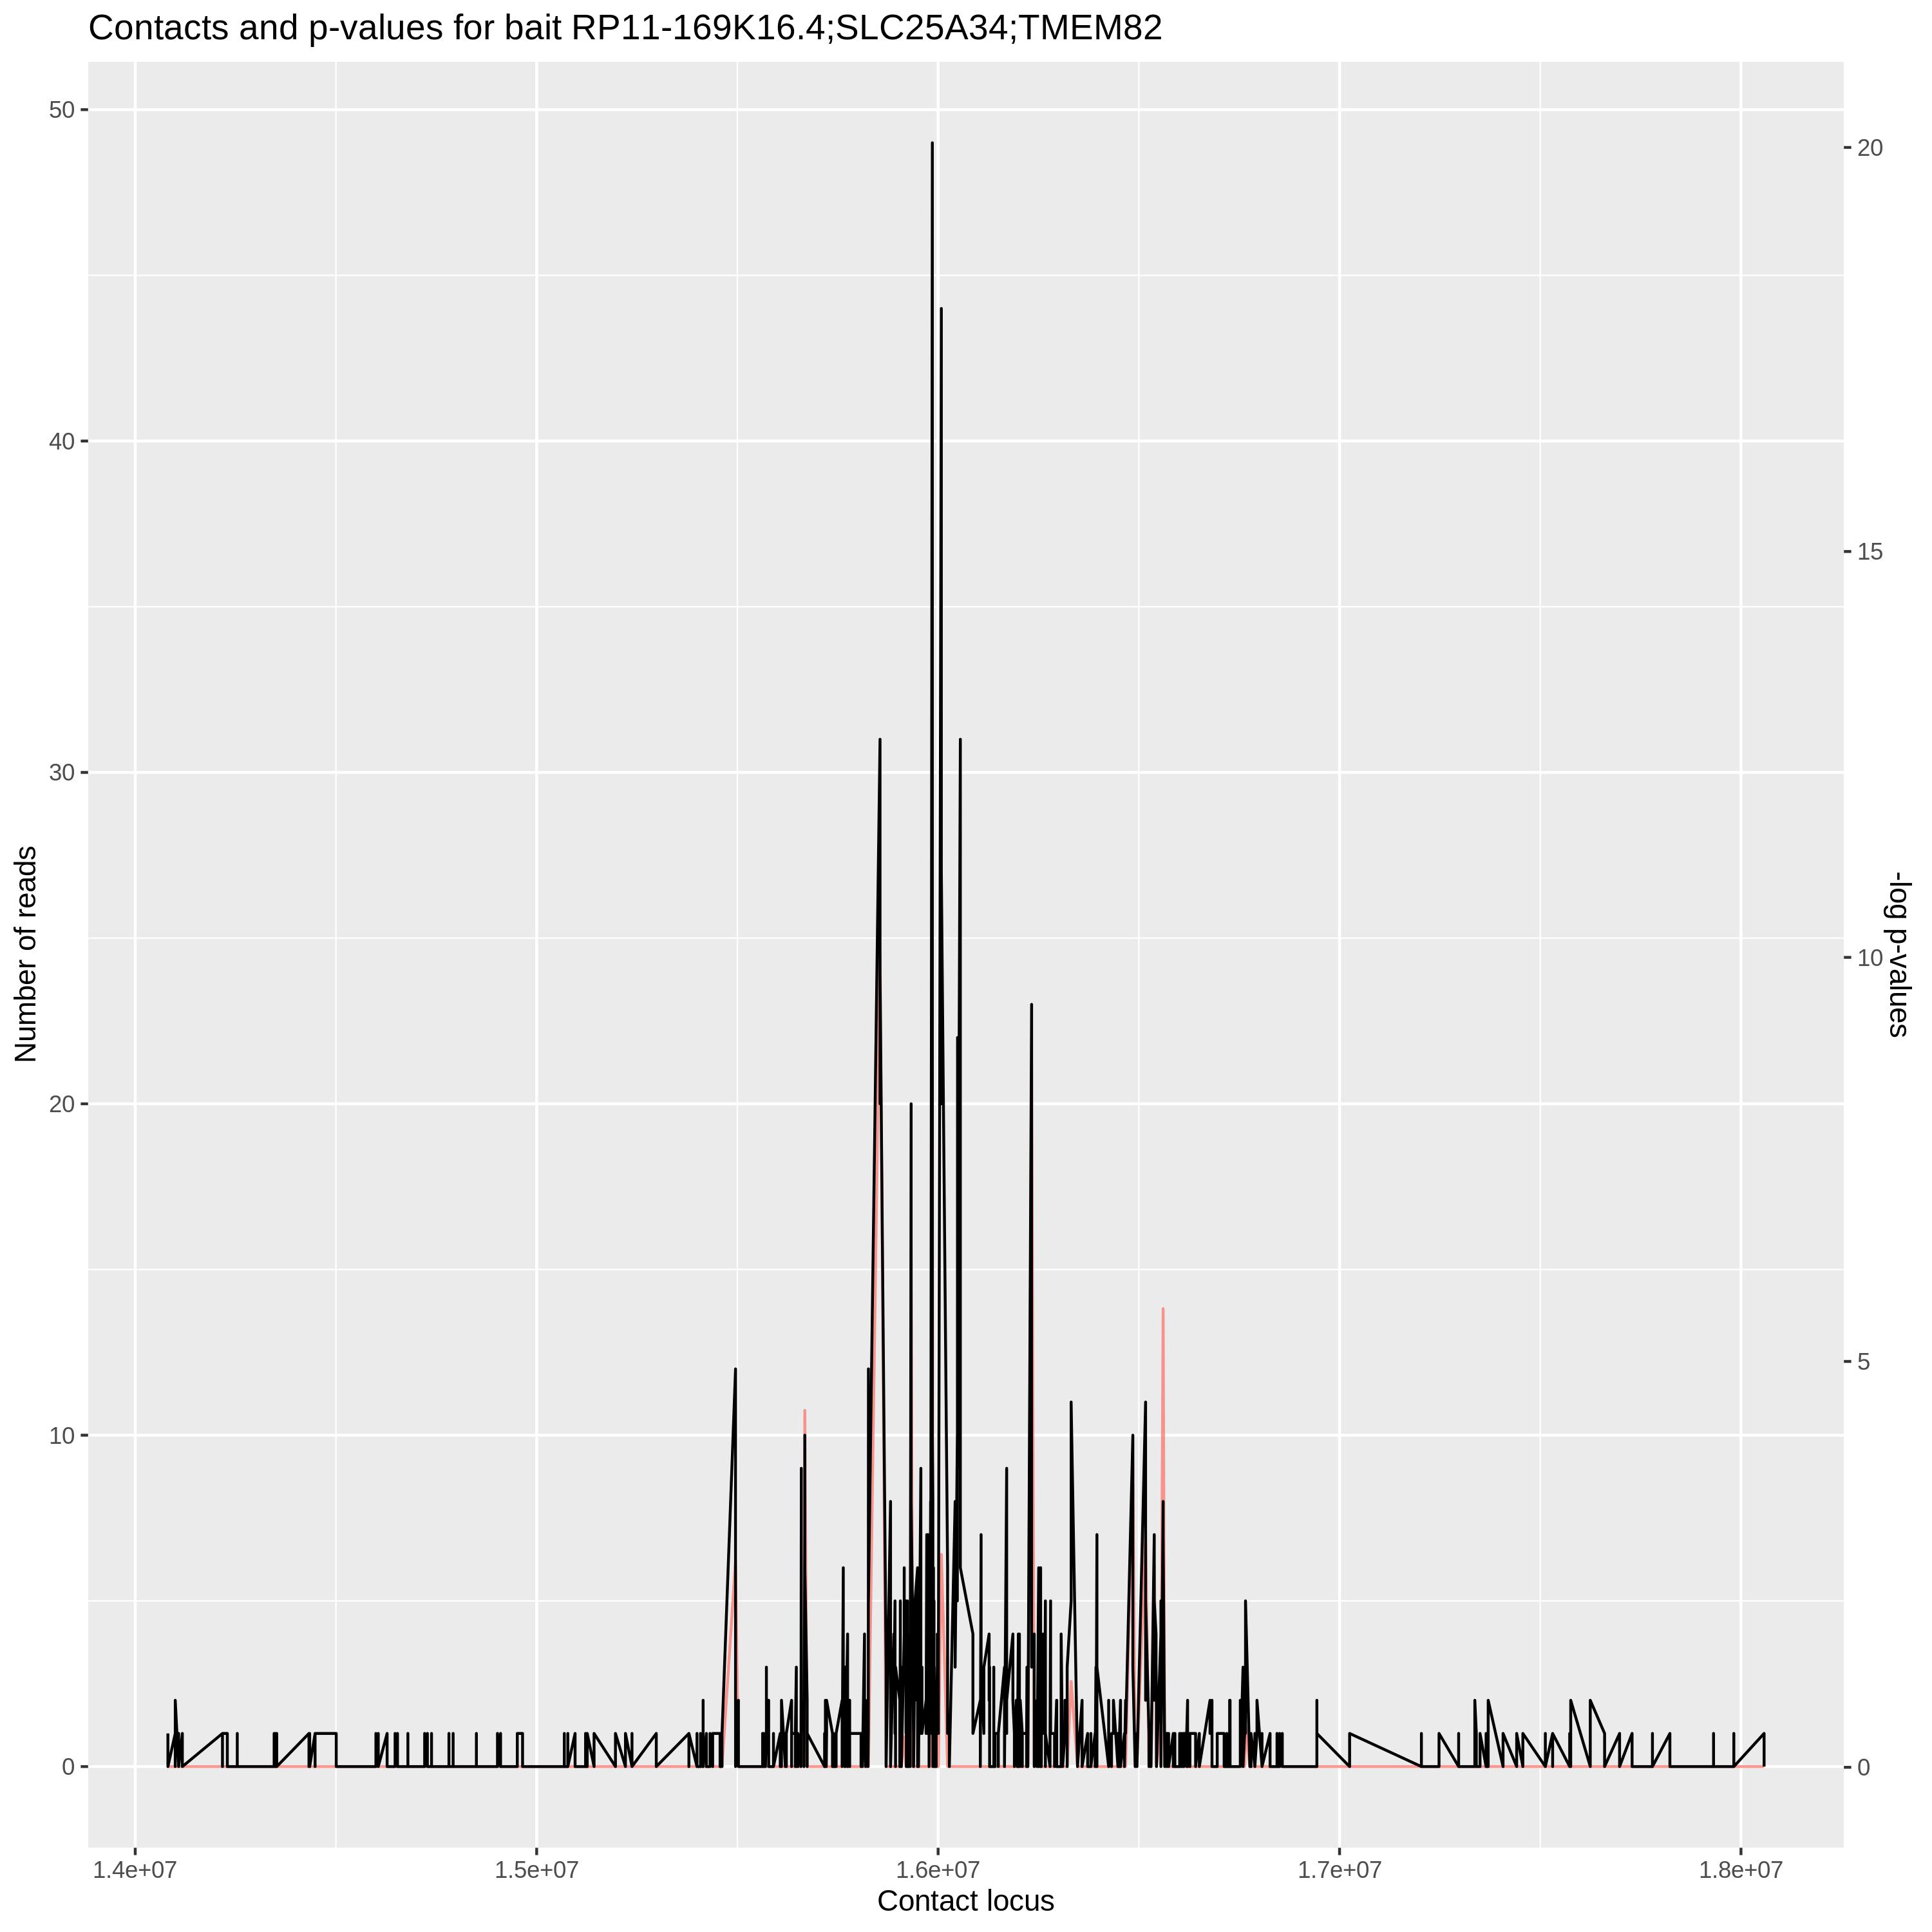 Contacts and p-values for bait RP11-169K16.4;SLC25A34;TMEM82
50
40
30
20
10
0
Number of reads
20
15
10
5
0
-log p-values
1.4e+07 1.5e+07 1.6e+07 1.7e+07 1.8e+07
Contact locus